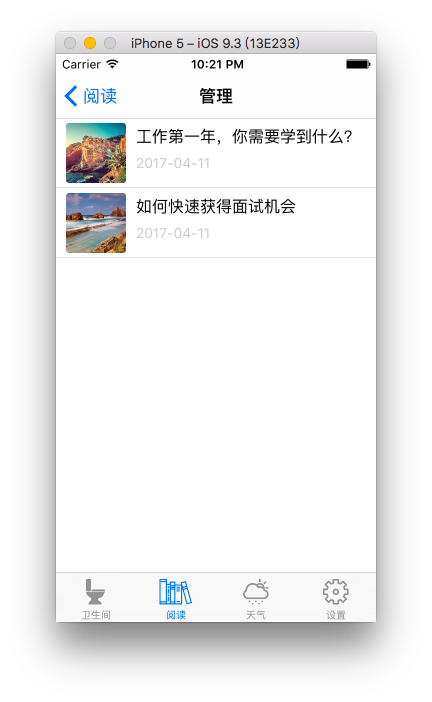 iPhone 5 – iOS 9.3 (13E233)
Carrier 10:21 PM
阅读 管理
工作第一年，你需要学到什么？
2017-04-11
如何快速获得面试机会
2017-04-11
卫生间 阅读 天气 设置